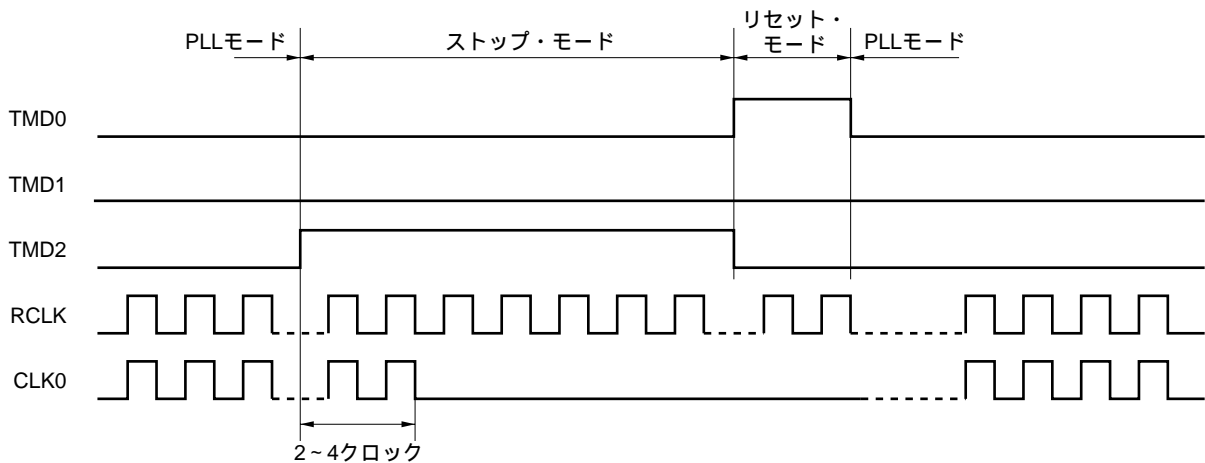 PLLモード
ストップ・モード
リセット・
モード
PLLモード
TMD0
TMD1
TMD2
RCLK
CLK0
2~4クロック